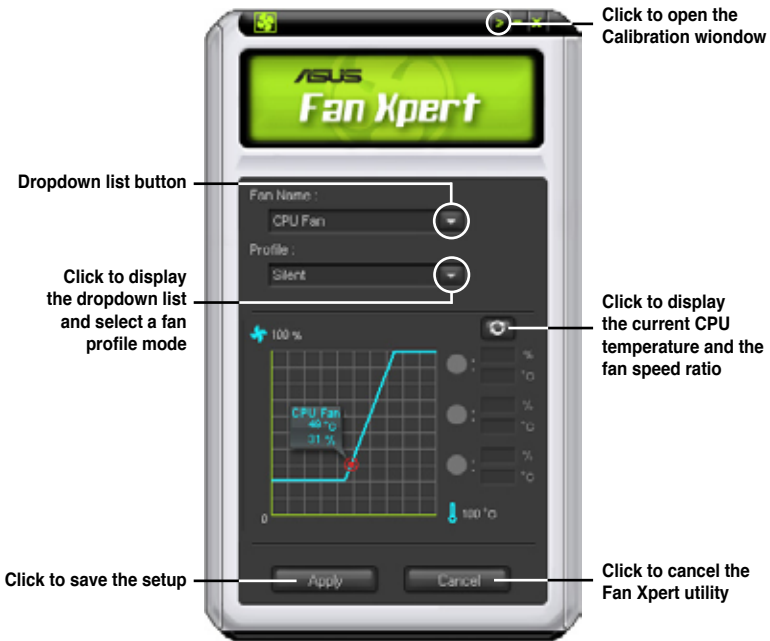 Click to open the
Calibration wiondow
>
-
x
ASUS
Fan Xpert
Dropdown list button
Fan Name :
CPU Fan
Profile :
Silent
Click to display
the dropdown list
and select a fan
profile mode
Click to display
the current CPU
temperature and the
fan speed ratio
100 %
: %
°C
CPU Fan
49 °C
31 %
: %
°C
: %
°C
0
100 °C
Click to save the setup
Apply
Cancel
Click to cancel the
Fan Xpert utility